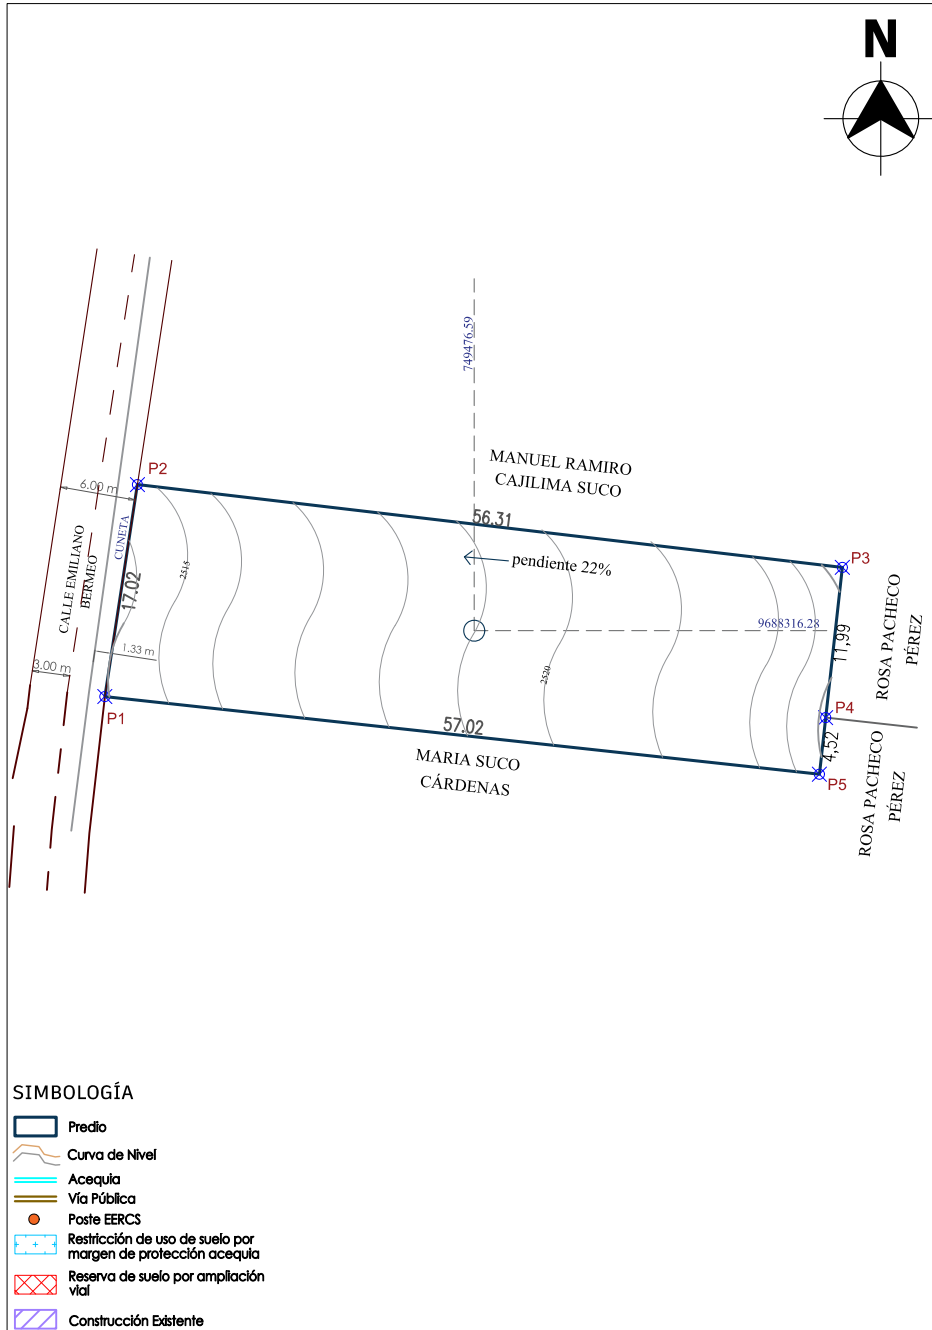 N
749476.59
MANUEL RAMIRO
CAJILIMA SUCO
P2
6.00 m
56.31
CUNETA
CALLE EMILIANO
BERMEO
17.02
2515
pendiente 22%
P3
9688316.28
11,99
ROSA PACHECO
PÉREZ
1.33 m
3.00 m
2520
P1
57.02
P4
4,52
P5
MARIA SUCO
CÁRDENAS
ROSA PACHECO
PÉREZ
SIMBOLOGÍA
Predio
Curva de Nivel
Acequia
Vía Pública
Poste EERCS
Restricción de uso de suelo por
margen de protección acequia
Reserva de suelo por ampliación
vial
Construcción Existente